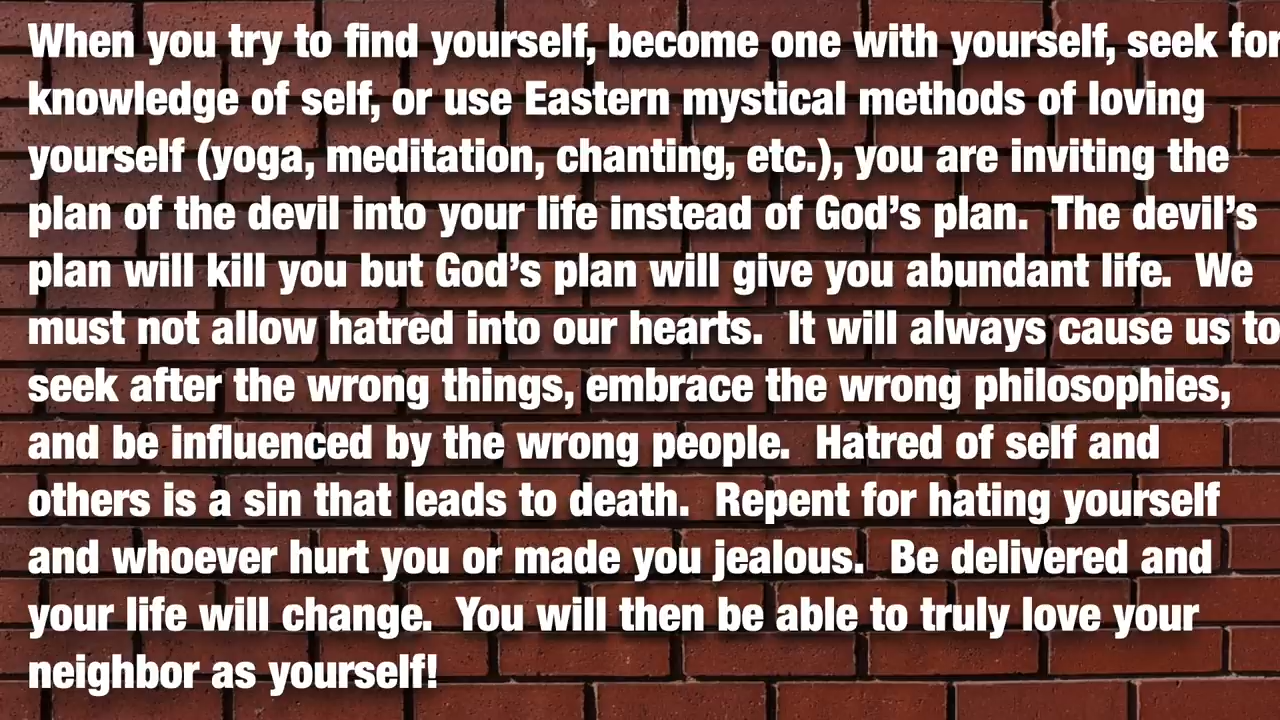 When you try to find yourself, become one with yourself, seek for
knowledge of self, or use Eastern mystical methods of loving
yourself (yoga, meditation, chanting, etc.), you are inviting the
plan of the devil into your life instead of God’s plan.  The devil’s
plan will kill you but God’s plan will give you abundant life.  We
must not allow hatred into our hearts.  It will always cause us to
seek after the wrong things, embrace the wrong philosophies,
and be influenced by the wrong people.  Hatred of self and
others is a sin that leads to death.  Repent for hating yourself
and whoever hurt you or made you jealous.  Be delivered and
your life will change.  You will then be able to truly love your
neighbor as yourself!